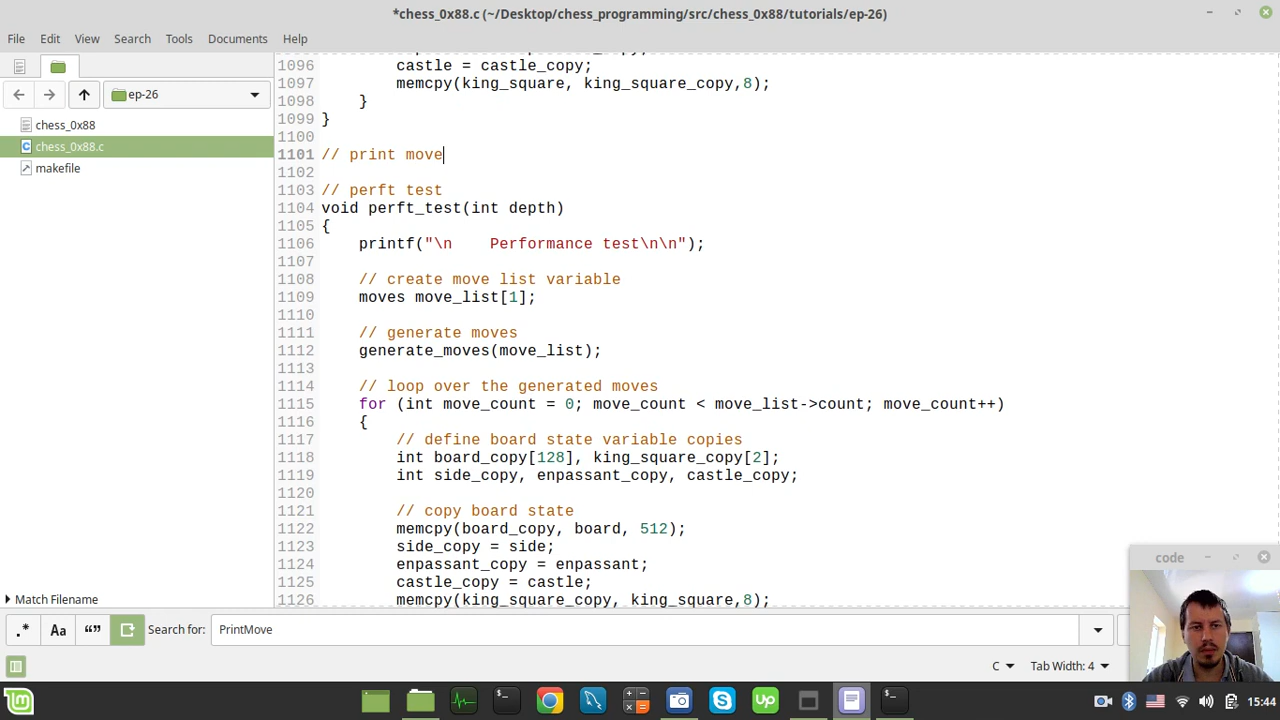 *chess_0x88.c (~/Desktop/chess_programming/src/chess_0x88/tutorials/ep-26)
File Edit View Search Tools Documents Help
ep-26
chess_0x88
chess_0x88.c
makefile
1096 castle = castle_copy;
1097 memcpy(king_square, king_square_copy,8);
1098 }
1099 }
1100
1101 // print move
1102
1103 // perft test
1104 void perft_test(int depth)
1105 {
1106 printf("\n    Performance test\n\n");
1107
1108 // create move list variable
1109 moves move_list[1];
1110
1111 // generate moves
1112 generate_moves(move_list);
1113
1114 // loop over the generated moves
1115 for (int move_count = 0; move_count < move_list->count; move_count++)
1116 {
1117 // define board state variable copies
1118 int board_copy[128], king_square_copy[2];
1119 int side_copy, enpassant_copy, castle_copy;
1120
1121 // copy board state
1122 memcpy(board_copy, board, 512);
1123 side_copy = side;
1124 enpassant_copy = enpassant;
1125 castle_copy = castle;
1126 memcpy(king_square_copy, king_square,8);
Match Filename
code
.* Aa “” Search for: PrintMove
C Tab Width: 4
Up
15:44